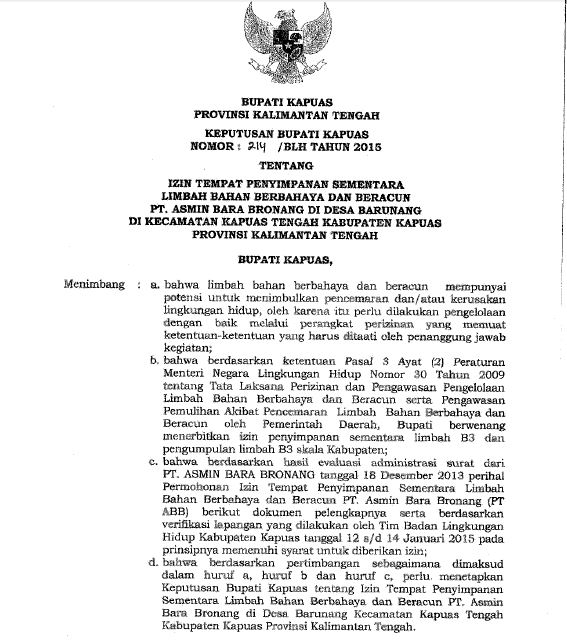 BUPATI KAPUAS
PROVINSI KALIMANTAN TENGAH
KEPUTUSAN BUPATI KAPUAS
NOMOR : 214 /BLH TAHUN 2015
TENTANG
IZIN TEMPAT PENYIMPANAN SEMENTARA
LIMBAH BAHAN BERBAHAYA DAN BERACUN
PT. ASMIN BARA BRONANG DI DESA BARUNANG
DI KECAMATAN KAPUAS TENGAH KABUPATEN KAPUAS
PROVINSI KALIMANTAN TENGAH
BUPATI KAPUAS,
Menimbang : a. bahwa limbah bahan berbahaya dan beracun mempunyai
potensi untuk menimbulkan pencemaran dan/atau kerusakan
lingkungan hidup, oleh karena itu perlu dilakukan pengelolaan
dengan baik melalui perangkat perizinan yang memuat
ketentuan-ketentuan yang harus ditaati oleh penanggung jawab
kegiatan;
b. bahwa berdasarkan ketentuan Pasal 3 Ayat (2) Peraturan
Menteri Negara Lingkungan Hidup Nomor 30 Tahun 2009
tentang Tata Laksana Perizinan dan Pengawasan Pengelolaan
Limbah Bahan Berbahaya dan Beracun serta Pengawasan
Pemulihan Akibat Pencemaran Limbah Bahan Berbahaya dan
Beracun oleh Pemerintah Daerah, Bupati berwenang
menerbitkan izin penyimpanan sementara limbah B3 dan
pengumpulan limbah B3 skala Kabupaten;
c. bahwa berdasarkan hasil evaluasi administrasi surat dari
PT. ASMIN BARA BRONANG tanggal 18 Desember 2013 perihal
Permohonan Izin Tempat Penyimpanan Sementara Limbah
Bahan Berbahaya dan Beracun PT. Asmin Bara Bronang (PT
ABB) berikut dokumen pelengkapnya serta berdasarkan
verifikasi lapangan yang dilakukan oleh Tim Badan Lingkungan
Hidup Kabupaten Kapuas tanggal 12 s/d 14 Januari 2015 pada
prinsipnya memenuhi syarat untuk diberikan izin;
d. bahwa berdasarkan pertimbangan sebagaimana dimaksud
dalam huruf a, huruf b dan huruf c, perlu menetapkan
Keputusan Bupati Kapuas tentang Izin Tempat Penyimpanan
Sementara Limbah Bahan Berbahaya dan Beracun PT. Asmin
Bara Bronang di Desa Barunang Kecamatan Kapuas Tengah
Kabupaten Kapuas Provinsi Kalimantan Tengah.